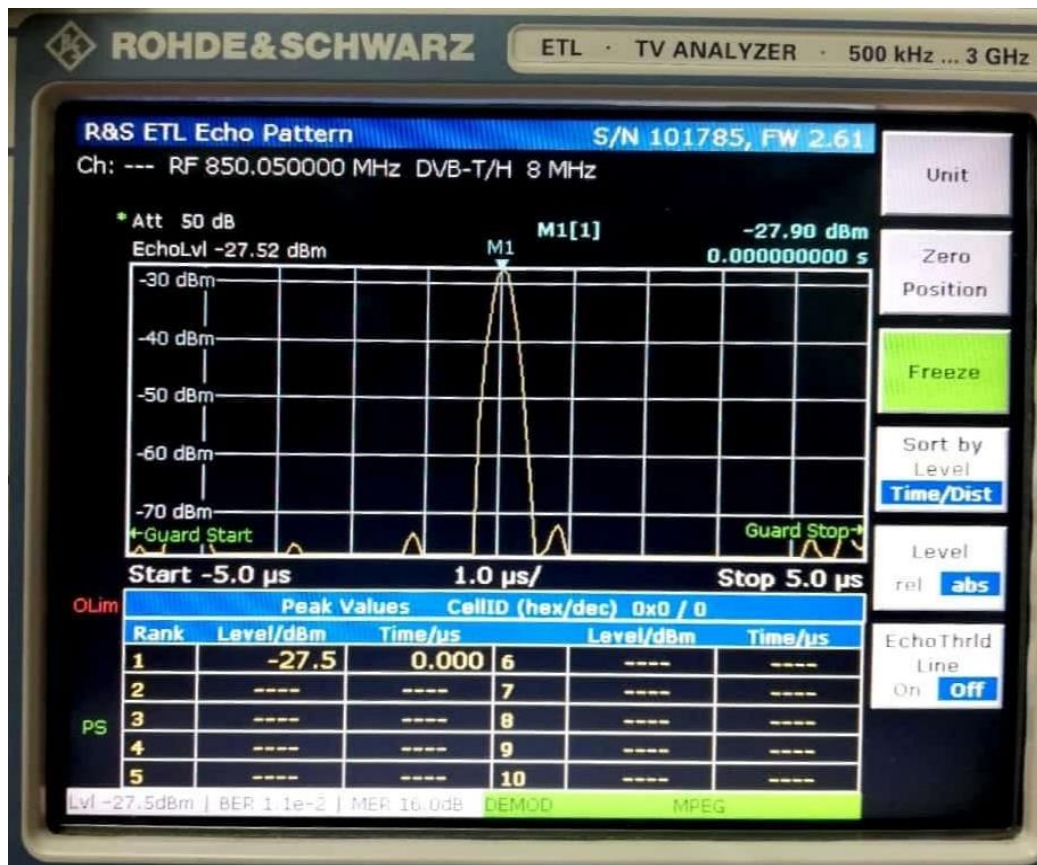 ROHDE&SCHWARZ ETL · TV ANALYZER · 500 kHz ... 3 GHz
R&S ETL Echo Pattern S/N 101785, FW 2.61
Ch: --- RF 850.050000 MHz DVB-T/H 8 MHz
* Att 50 dB
M1[1] -27.90 dBm
EchoLvl -27.52 dBm M1 0.000000000 s
-30 dBm
-40 dBm
-50 dBm
-60 dBm
-70 dBm
←Guard Start Guard Stop→
Start -5.0 µs 1.0 µs/ Stop 5.0 µs
OLim
Peak Values CellID (hex/dec) 0x0 / 0
Rank Level/dBm Time/µs Level/dBm Time/µs
1 -27.5 0.000 6 ---- ----
2 ---- ---- 7 ---- ----
PS
3 ---- ---- 8 ---- ----
4 ---- ---- 9 ---- ----
5 ---- ---- 10 ---- ----
Lvl -27.5dBm | BER 1.1e-2 | MER 16.0dB DEMOD MPEG
Unit
Zero
Position
Freeze
Sort by
Level
Time/Dist
Level
rel abs
EchoThrld
Line
On Off